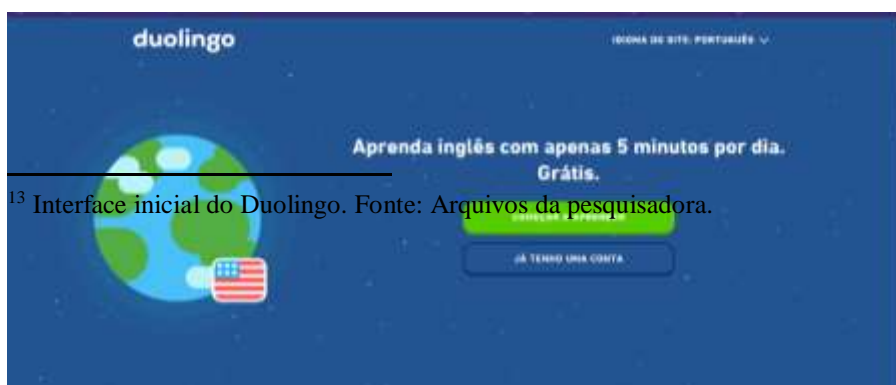 duolingo
IDIOMA DO SITE: PORTUGUÊS
Aprenda inglês com apenas 5 minutos por dia.
Grátis.
13 Interface inicial do Duolingo. Fonte: Arquivos da pesquisadora.
JÁ TENHO UMA CONTA